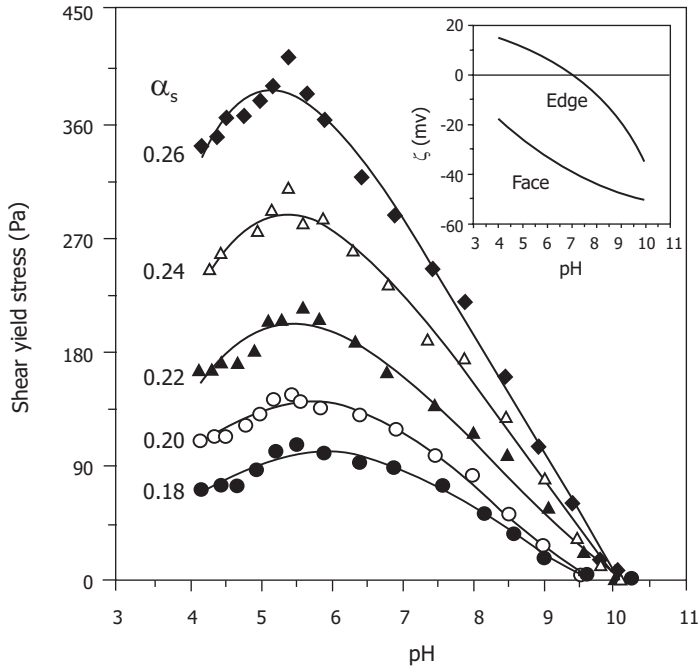 450
360
270
180
90
0
Shear yield stress (Pa)
αs
0.26
0.24
0.22
0.20
0.18
3 4 5 6 7 8 9 10 11
pH
20
0
-20
-40
-60
ζ (mv)
Edge
Face
3 4 5 6 7 8 9 10 11
pH